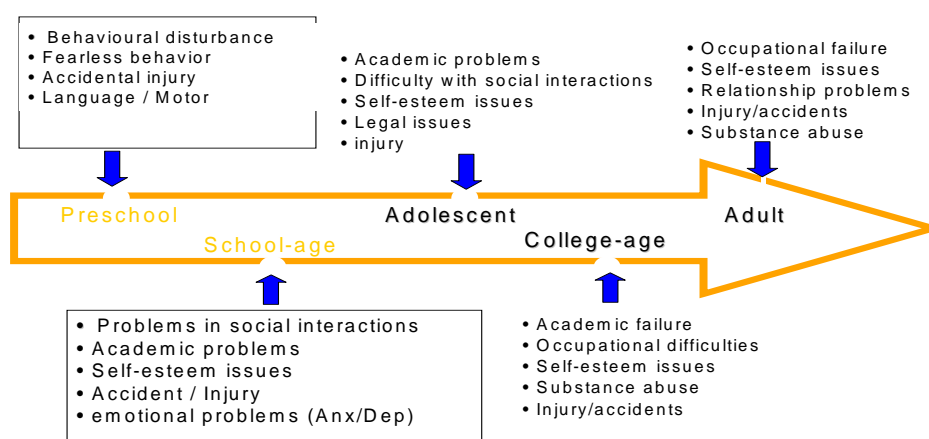 • Behavioural disturbance
• Fearless behavior
• Accidental injury
• Language / Motor
• Academic problems
• Difficulty with social interactions
• Self-esteem issues
• Legal issues
• injury
• Occupational failure
• Self-esteem issues
• Relationship problems
• Injury/accidents
• Substance abuse
Preschool
Adolescent
Adult
School-age
College-age
• Problems in social interactions
• Academic problems
• Self-esteem issues
• Accident / Injury
• emotional problems (Anx/Dep)
• Academic failure
• Occupational difficulties
• Self-esteem issues
• Substance abuse
• Injury/accidents